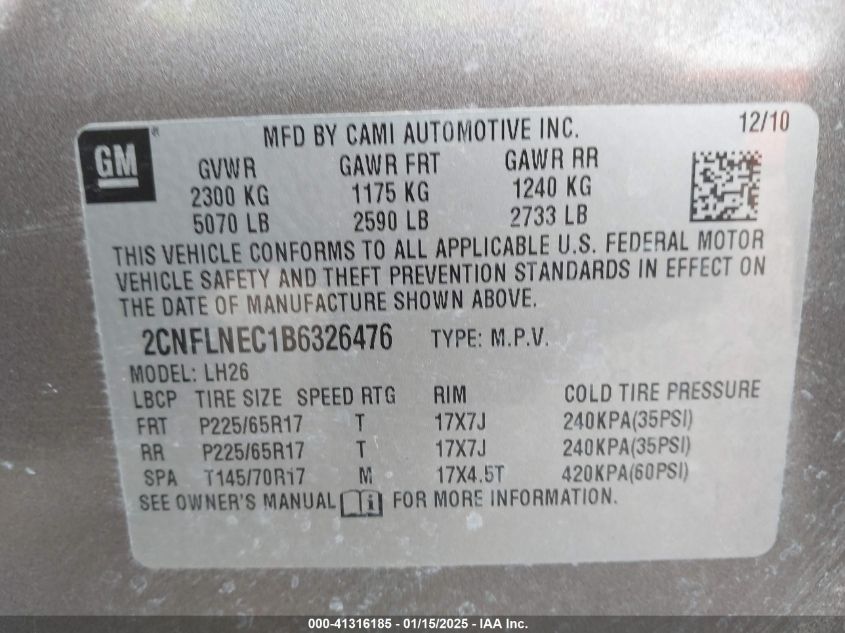 MFD BY CAMI AUTOMOTIVE INC. 12/10
GM®
GVWR GAWR FRT GAWR RR
2300 KG 1175 KG 1240 KG
5070 LB 2590 LB 2733 LB
THIS VEHICLE CONFORMS TO ALL APPLICABLE U.S. FEDERAL MOTOR
VEHICLE SAFETY AND THEFT PREVENTION STANDARDS IN EFFECT ON
THE DATE OF MANUFACTURE SHOWN ABOVE.
2CNFLNEC1B6326476 TYPE: M.P.V.
MODEL: LH26
LBCP TIRE SIZE SPEED RTG RIM COLD TIRE PRESSURE
FRT P225/65R17 T 17X7J 240KPA(35PSI)
RR P225/65R17 T 17X7J 240KPA(35PSI)
SPA T145/70R17 M 17X4.5T 420KPA(60PSI)
SEE OWNER'S MANUAL FOR MORE INFORMATION.
000-41316185 - 01/15/2025 - IAA Inc.